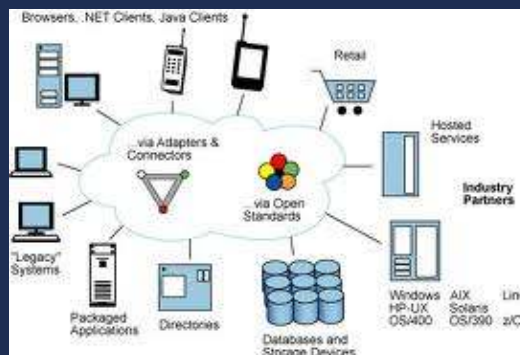 Browsers, .NET Clients, Java Clients
Retail
...via Adapters &
Connectors
Hosted
Services
...via Open
Standards
Industry
Partners
"Legacy"
Systems
Packaged
Applications
Directories
Databases and
Storage Devices
Windows AIX Lin
HP-UX Solaris
OS/400 OS/390 z/O